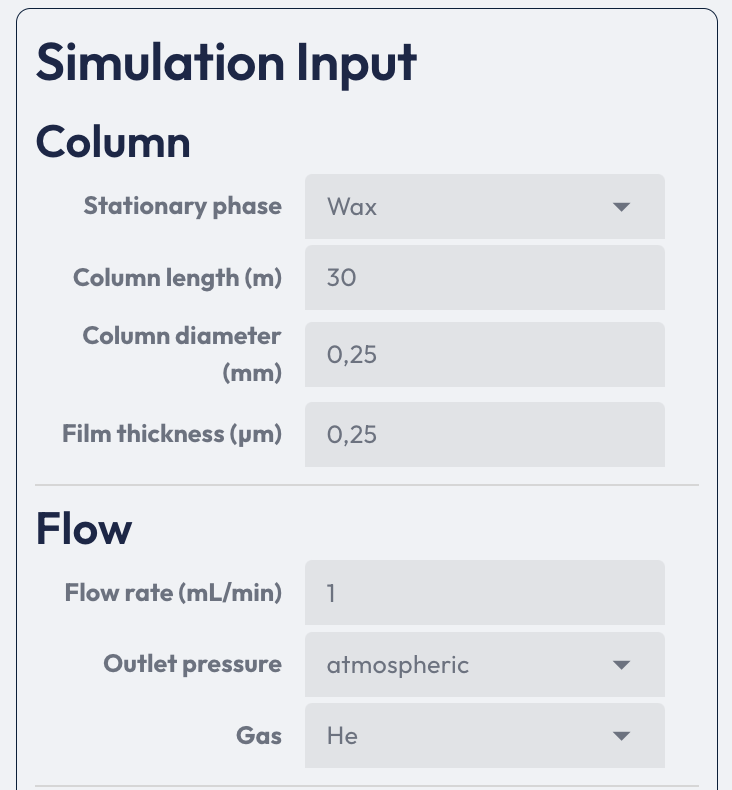 Simulation Input
Column
Stationary phase Wax
Column length (m) 30
Column diameter
(mm) 0,25
Film thickness (μm) 0,25
Flow
Flow rate (mL/min) 1
Outlet pressure atmospheric
Gas He